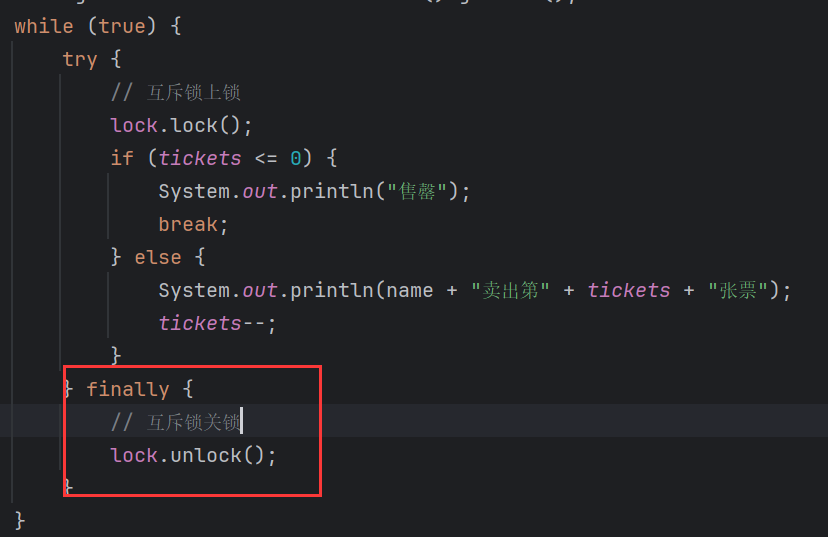 while (true) {
    try {
        // 互斥锁上锁
        lock.lock();
        if (tickets <= 0) {
            System.out.println("售罄");
            break;
        } else {
            System.out.println(name + "卖出第" + tickets + "张票");
            tickets--;
        }
    } finally {
        // 互斥锁关锁
        lock.unlock();
    }
}